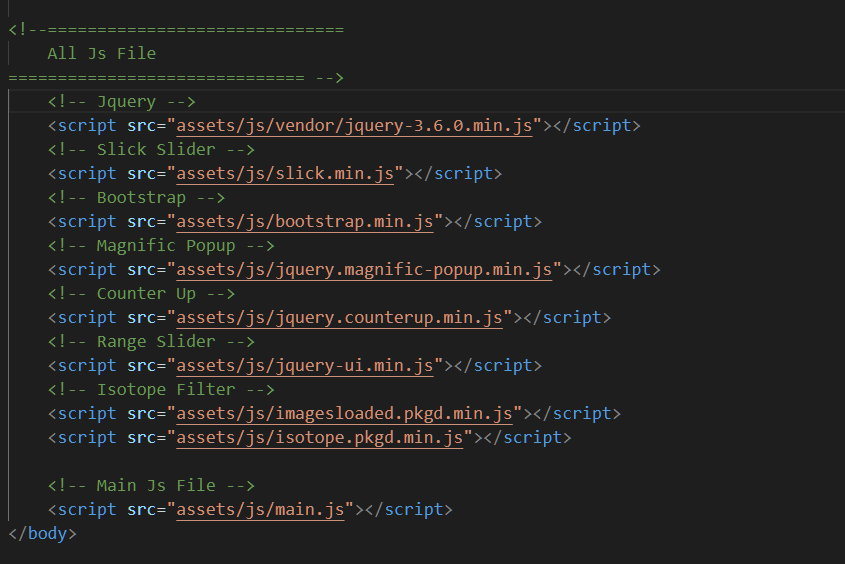 <!--==============================
    All Js File
============================== -->
    <!-- Jquery -->
    <script src="assets/js/vendor/jquery-3.6.0.min.js"></script>
    <!-- Slick Slider -->
    <script src="assets/js/slick.min.js"></script>
    <!-- Bootstrap -->
    <script src="assets/js/bootstrap.min.js"></script>
    <!-- Magnific Popup -->
    <script src="assets/js/jquery.magnific-popup.min.js"></script>
    <!-- Counter Up -->
    <script src="assets/js/jquery.counterup.min.js"></script>
    <!-- Range Slider -->
    <script src="assets/js/jquery-ui.min.js"></script>
    <!-- Isotope Filter -->
    <script src="assets/js/imagesloaded.pkgd.min.js"></script>
    <script src="assets/js/isotope.pkgd.min.js"></script>

    <!-- Main Js File -->
    <script src="assets/js/main.js"></script>
</body>